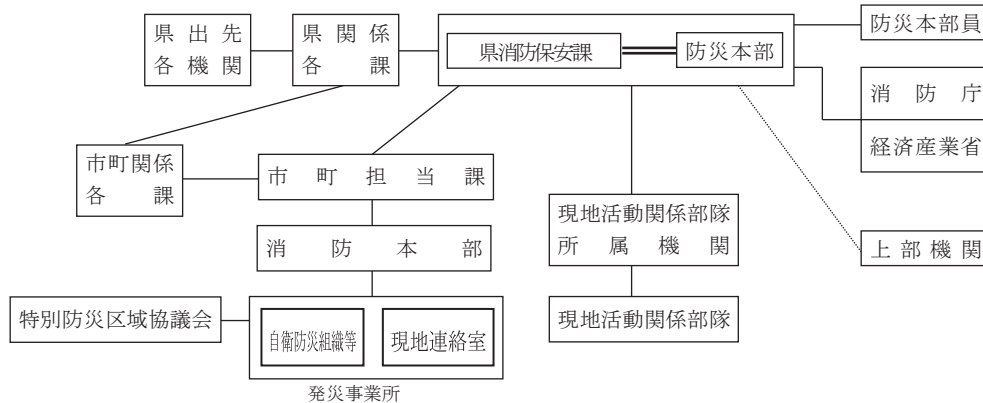 県出先
各機関
県関係
各課
県消防保安課
防災本部
防災本部員
消防庁
経済産業省
市町関係
各課
市町担当課
現地活動関係部隊
所属機関
消防本部
上部機関
特別防災区域協議会
自衛防災組織等
現地連絡室
現地活動関係部隊
発災事業所